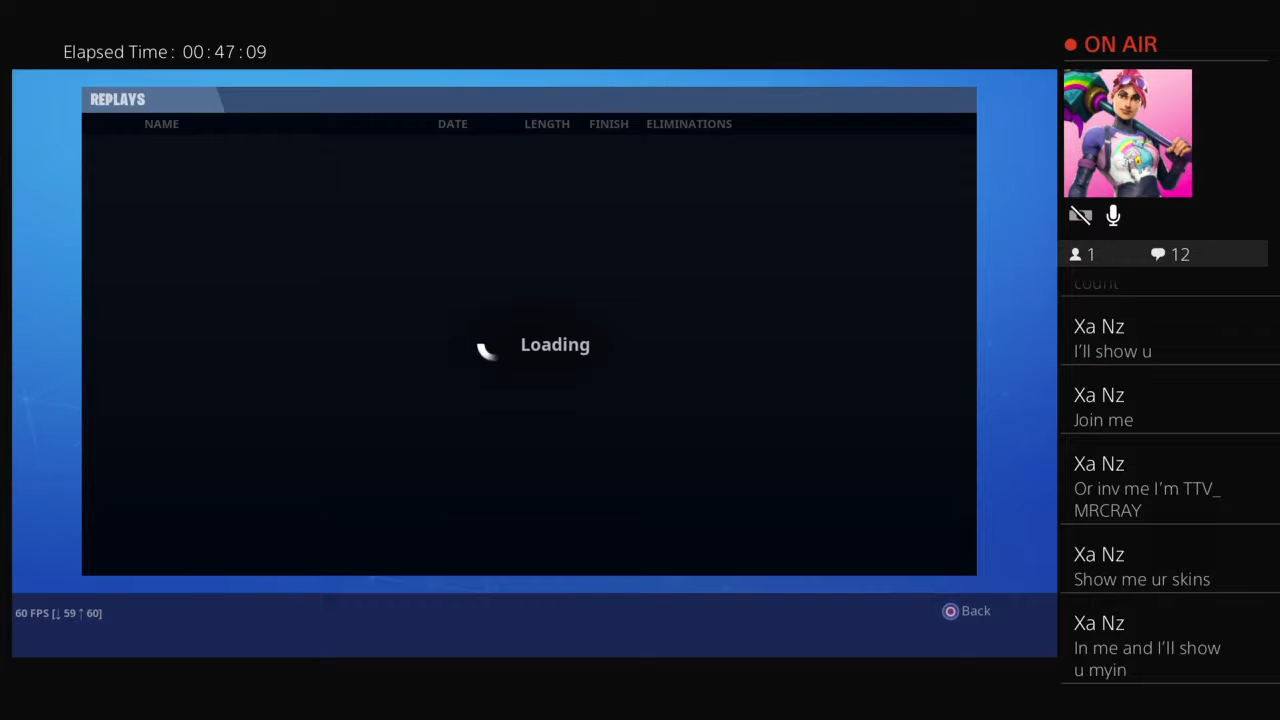 Elapsed Time: 00:47:09
ON AIR
REPLAYS
NAME DATE LENGTH FINISH ELIMINATIONS
Loading
60 FPS [↓ 59 ↑ 60]
Back
1 12
count
Xa Nz
I'll show u
Xa Nz
Join me
Xa Nz
Or inv me I'm TTV_
MRCRAY
Xa Nz
Show me ur skins
Xa Nz
In me and I'll show
u myin